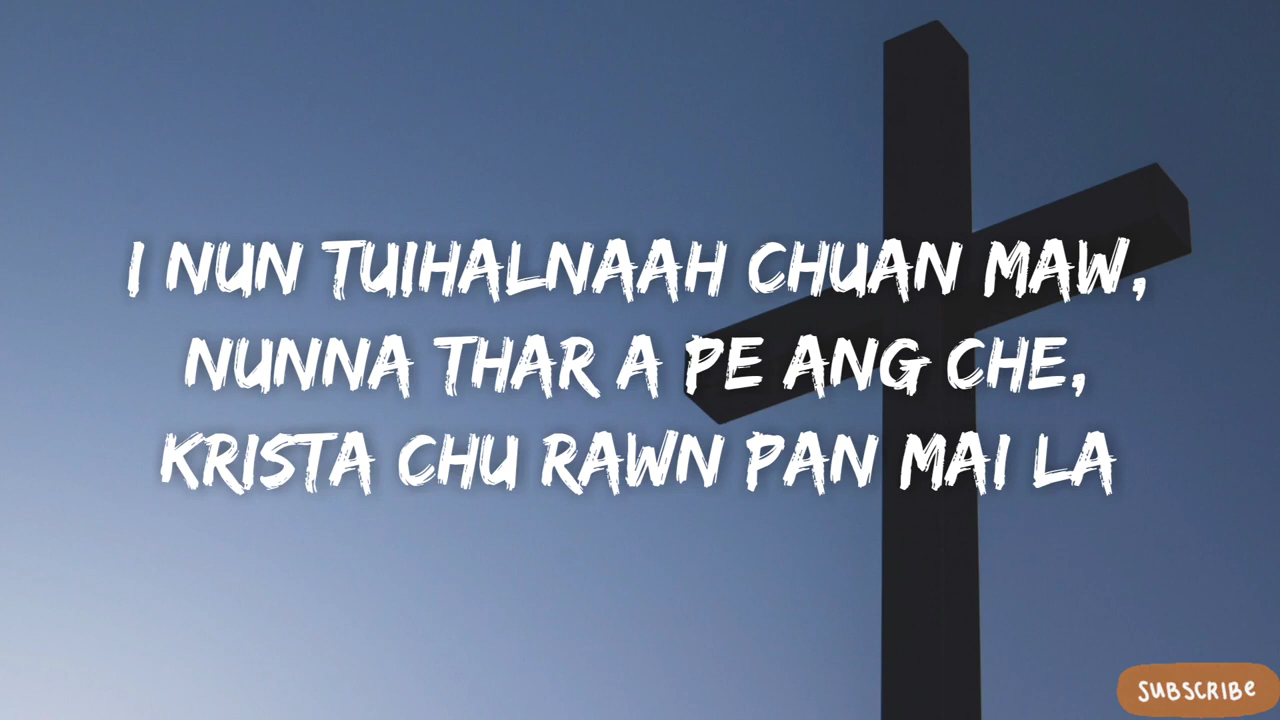 I NUN TUIHALNAAH CHUAN MAW,
NUNNA THAR A PE ANG CHE,
KRISTA CHU RAWN PAN MAI LA
SUBSCRIBE